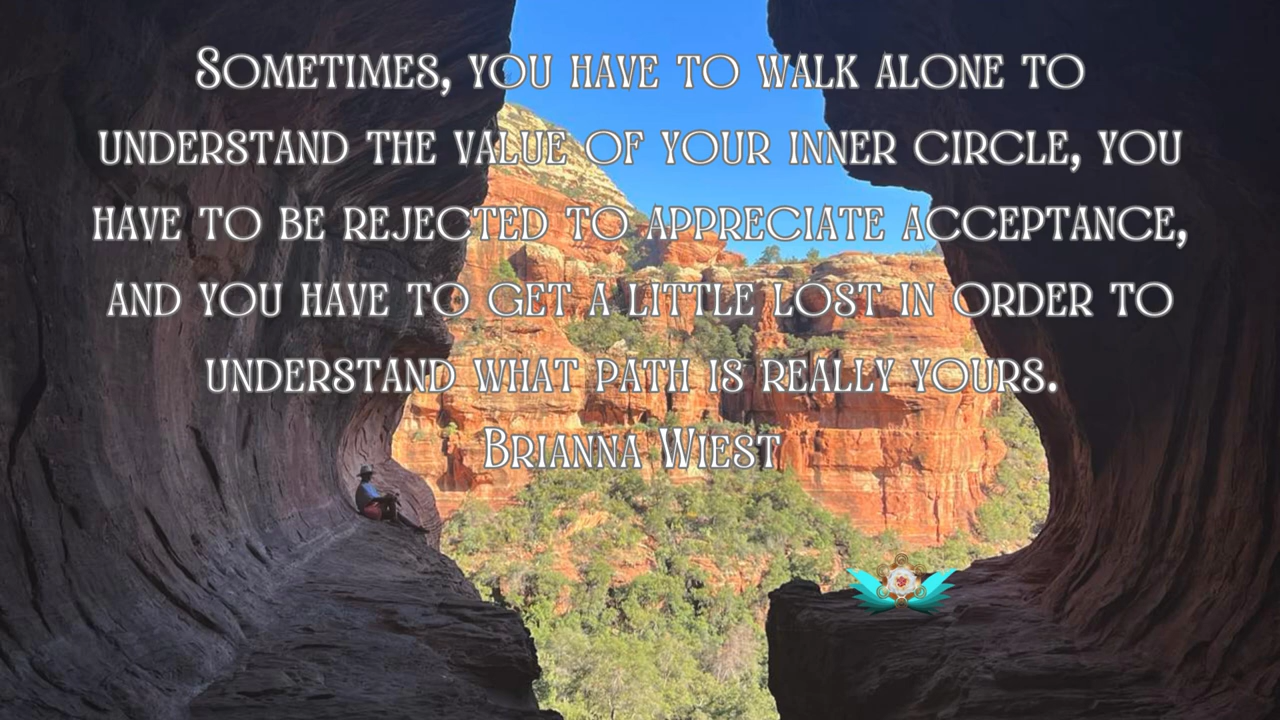 Sometimes, you have to walk alone to
understand the value of your inner circle, you
have to be rejected to appreciate acceptance,
and you have to get a little lost in order to
understand what path is really yours.
Brianna Wiest